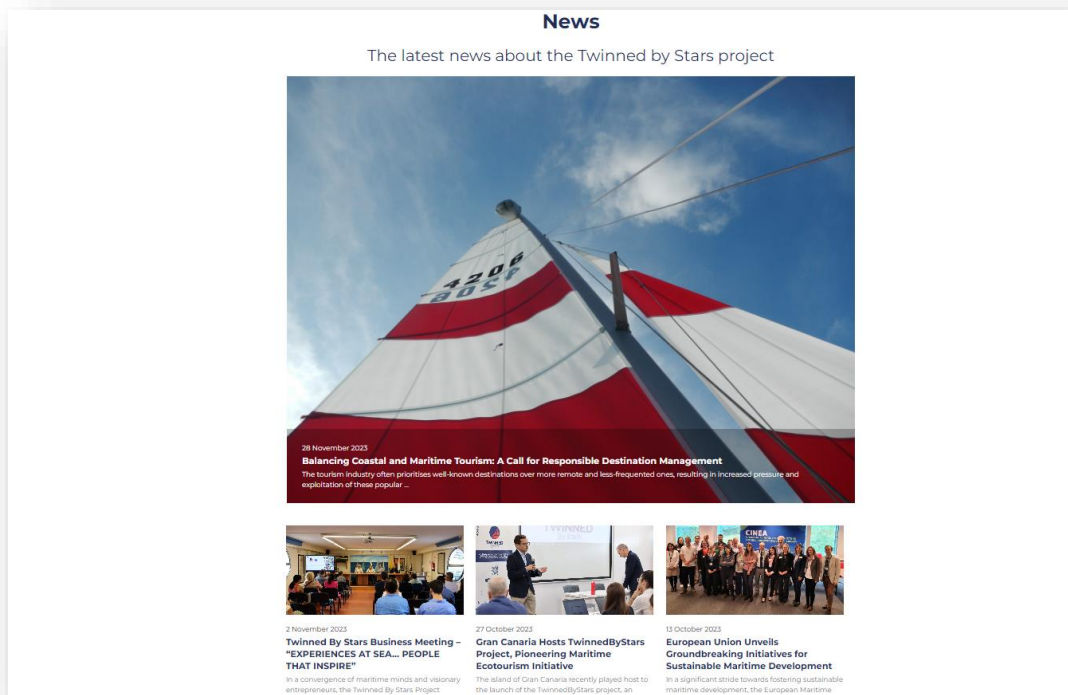 News
The latest news about the Twinned by Stars project
4206
28 November 2023
Balancing Coastal and Maritime Tourism: A Call for Responsible Destination Management
The tourism industry often prioritises well-known destinations over more remote and less-frequented ones, resulting in increased pressure and
exploitation of these popular ...
TWINNED
CINEA
2 November 2023
Twinned By Stars Business Meeting –
“EXPERIENCES AT SEA… PEOPLE
THAT INSPIRE”
In a convergence of maritime minds and visionary
entrepreneurs, the Twinned By Stars Project
27 October 2023
Gran Canaria Hosts TwinnedByStars
Project, Pioneering Maritime
Ecotourism Initiative
The island of Gran Canaria recently played host to
the launch of the TwinnedByStars project, an
13 October 2023
European Union Unveils
Groundbreaking Initiatives for
Sustainable Maritime Development
In a significant stride towards fostering sustainable
maritime development, the European Maritime